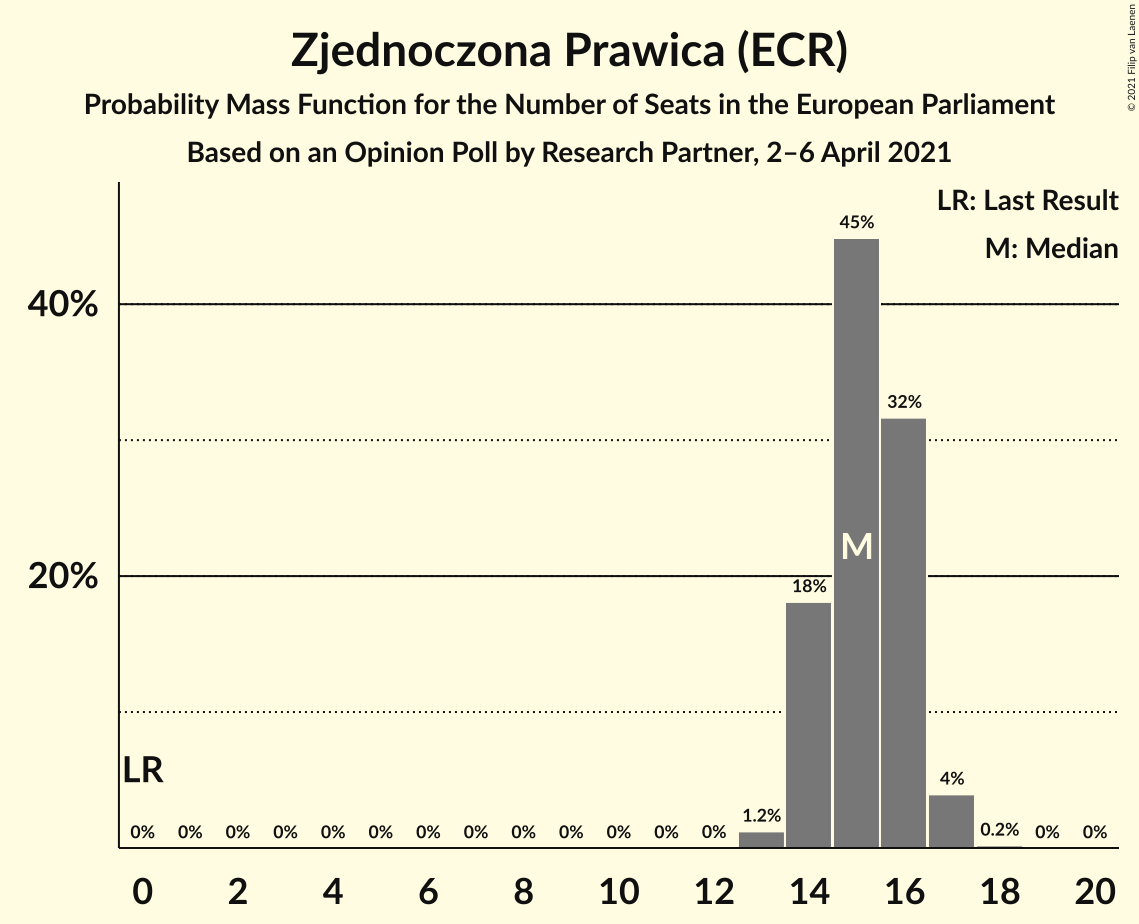 Zjednoczona Prawica (ECR)
Probability Mass Function for the Number of Seats in the European Parliament
Based on an Opinion Poll by Research Partner, 2–6 April 2021
© 2021 Filip van Laenen
LR: Last Result
M: Median
45%
40%
32%
M
20%
18%
LR
4%
1.2%
0% 0% 0% 0% 0% 0% 0% 0% 0% 0% 0% 0% 0% 0.2% 0% 0%
0 2 4 6 8 10 12 14 16 18 20